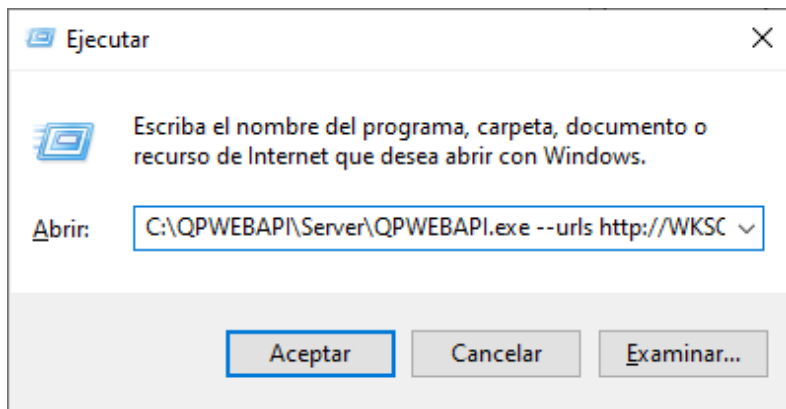 Ejecutar
Escriba el nombre del programa, carpeta, documento o
recurso de Internet que desea abrir con Windows.
Abrir:
C:\QPWEBAPI\Server\QPWEBAPI.exe --urls http://WKSC
Aceptar
Cancelar
Examinar...